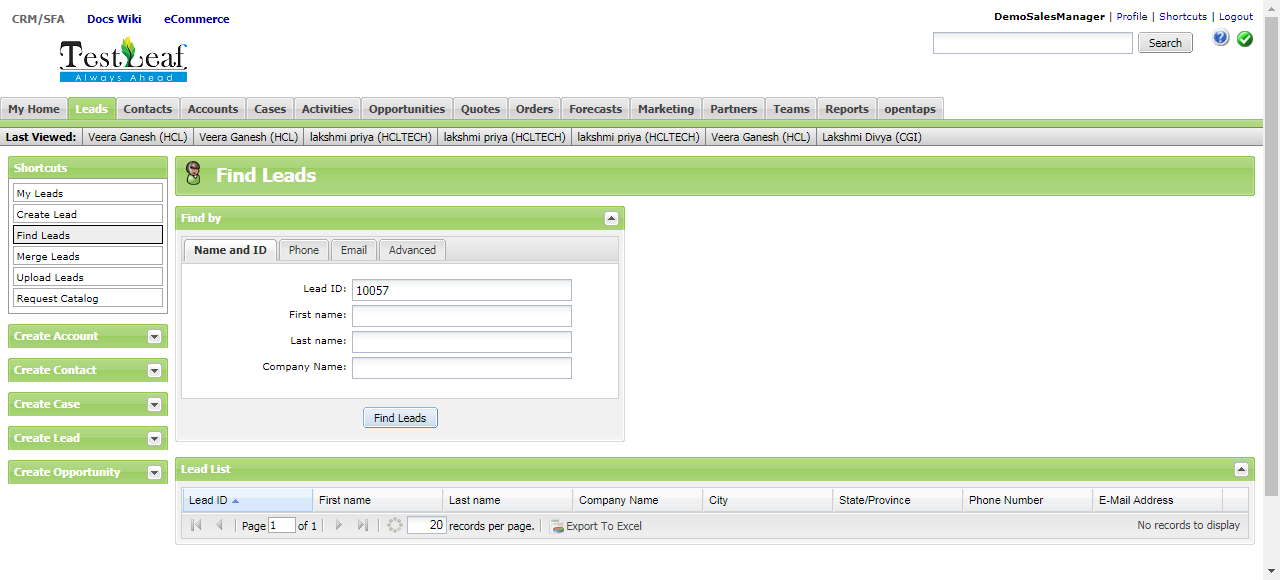 CRM/SFA Docs Wiki eCommerce
DemoSalesManager | Profile | Shortcuts | Logout
TestLeaf
Always Ahead
Search
My Home Leads Contacts Accounts Cases Activities Opportunities Quotes Orders Forecasts Marketing Partners Teams Reports opentaps
Last Viewed: Veera Ganesh (HCL) Veera Ganesh (HCL) lakshmi priya (HCLTECH) lakshmi priya (HCLTECH) lakshmi priya (HCLTECH) Veera Ganesh (HCL) Lakshmi Divya (CGI)
Shortcuts
My Leads
Create Lead
Find Leads
Merge Leads
Upload Leads
Request Catalog
Create Account
Create Contact
Create Case
Create Lead
Create Opportunity
Find Leads
Find by
Name and ID Phone Email Advanced
Lead ID: 10057
First name:
Last name:
Company Name:
Find Leads
Lead List
Lead ID First name Last name Company Name City State/Province Phone Number E-Mail Address
Page 1 of 1 20 records per page. Export To Excel No records to display